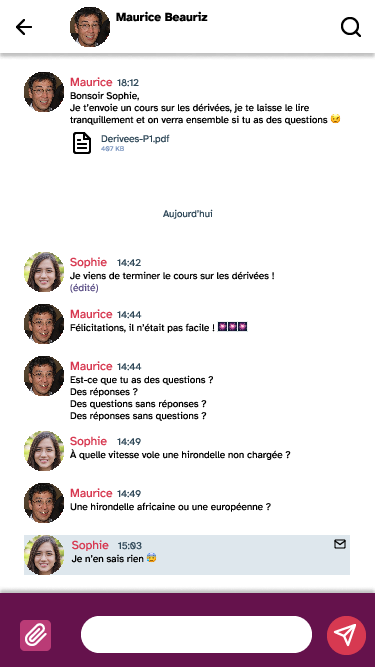 Maurice Beauriz
Maurice 18:12
Bonsoir Sophie,
Je t'envoie un cours sur les dérivées, je te laisse le lire
tranquillement et on verra ensemble si tu as des questions 😉
Derivees-P1.pdf
467 KB
Aujourd'hui
Sophie 14:42
Je viens de terminer le cours sur les dérivées !
(édité)
Maurice 14:44
Félicitations, il n'était pas facile ! 🎆🎆🎆
Maurice 14:44
Est-ce que tu as des questions ?
Des réponses ?
Des questions sans réponses ?
Des réponses sans questions ?
Sophie 14:49
À quelle vitesse vole une hirondelle non chargée ?
Maurice 14:49
Une hirondelle africaine ou une européenne ?
Sophie 15:03
Je n'en sais rien 😰